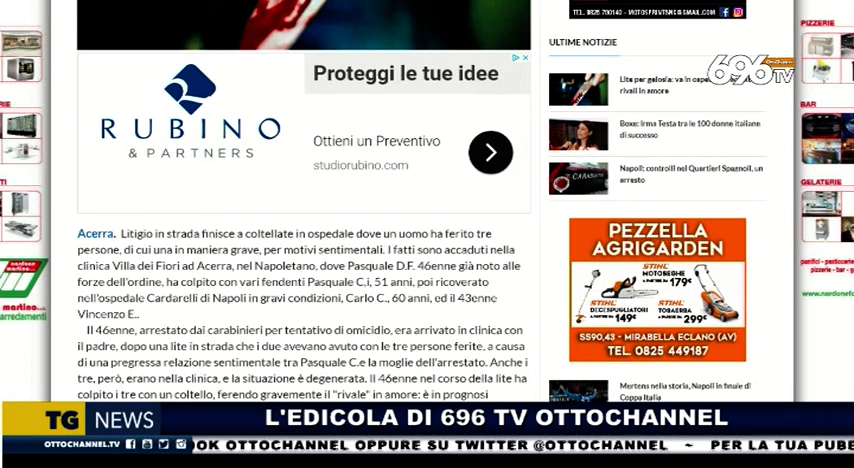 TEL. 0825 780140 - MOTOSPRINTSNC@GMAIL.COM
RUBINO
& PARTNERS
Proteggi le tue idee
Ottieni un Preventivo
studiorubino.com
Acerra. Litigio in strada finisce a coltellate in ospedale dove un uomo ha ferito tre
persone, di cui una in maniera grave, per motivi sentimentali. I fatti sono accaduti nella
clinica Villa dei Fiori ad Acerra, nel Napoletano, dove Pasquale D.F. 46enne già noto alle
forze dell'ordine, ha colpito con vari fendenti Pasquale C,i, 51 anni, poi ricoverato
nell'ospedale Cardarelli di Napoli in gravi condizioni, Carlo C., 60 anni, ed il 43enne
Vincenzo E..
Il 46enne, arrestato dai carabinieri per tentativo di omicidio, era arrivato in clinica con
il padre, dopo una lite in strada che i due avevano avuto con le tre persone ferite, a causa
di una pregressa relazione sentimentale tra Pasquale C.e la moglie dell'arrestato. Anche i
tre, però, erano nella clinica, e la situazione è degenerata. Il 46enne nel corso della lite ha
colpito i tre con un coltello, ferendo gravemente il "rivale" in amore: è in prognosi
ULTIME NOTIZIE
696
TV
Lite per gelosia: va in
rivali in amore
Boxe: Irma Testa tra le 100 donne italiane
di successo
Napoli: controlli nei Quartieri Spagnoli, un
arresto
PEZZELLA
AGRIGARDEN
STIHL
MOTOSEGHE
A PARTIRE DA 179€
STIHL
DECESPUGLIATORI
A PARTIRE DA 149€
STIHL
TOSAERBA
A PARTIRE DA 299€
SS90,43 - MIRABELLA ECLANO (AV)
TEL. 0825 449187
Mertens nella storia, Napoli in finale di
Coppa Italia
PIZZERIE
BAR
GELATERIE
martino
arredamenti
TG NEWS
L'EDICOLA DI 696 TV OTTOCHANNEL
OTTOCHANNEL.TV
OOK OTTOCHANNEL OPPURE SU TWITTER @OTTOCHANNEL ~ PER LA TUA PUBB